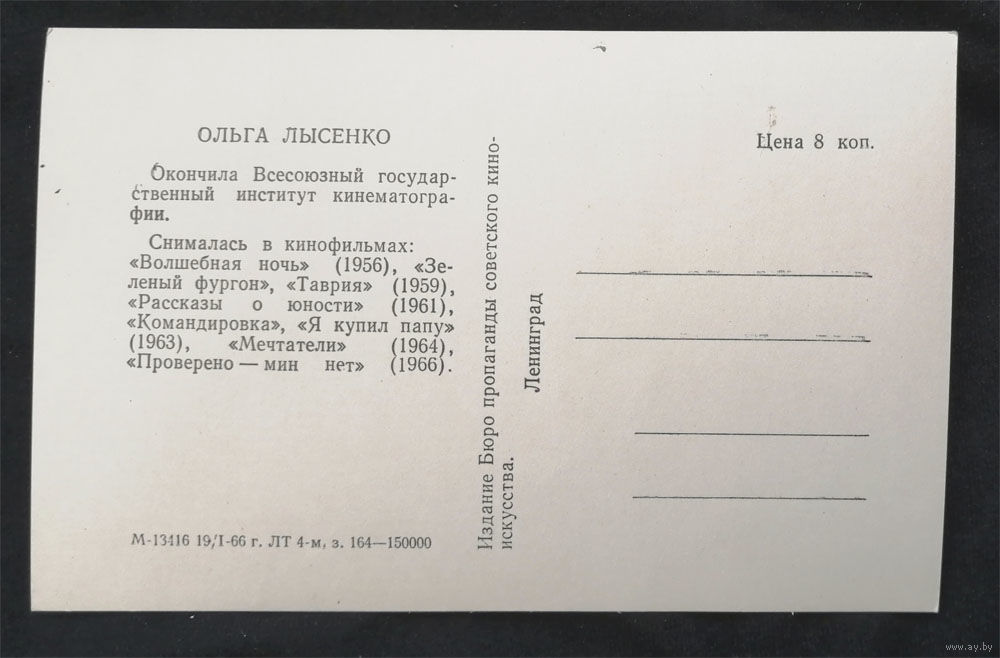 ОЛЬГА ЛЫСЕНКО
Окончила Всесоюзный государ-
ственный институт кинематогра-
фии.
Снималась в кинофильмах:
«Волшебная ночь» (1956), «Зе-
леный фургон», «Таврия» (1959),
«Рассказы о юности» (1961),
«Командировка», «Я купил папу»
(1963), «Мечтатели» (1964),
«Проверено — мин нет» (1966).
М-13416 19/I-66 г. ЛТ 4-м, з. 164—150000
Издание Бюро пропаганды советского кино-
искусства.
Ленинград
Цена 8 коп.
www.ay.by